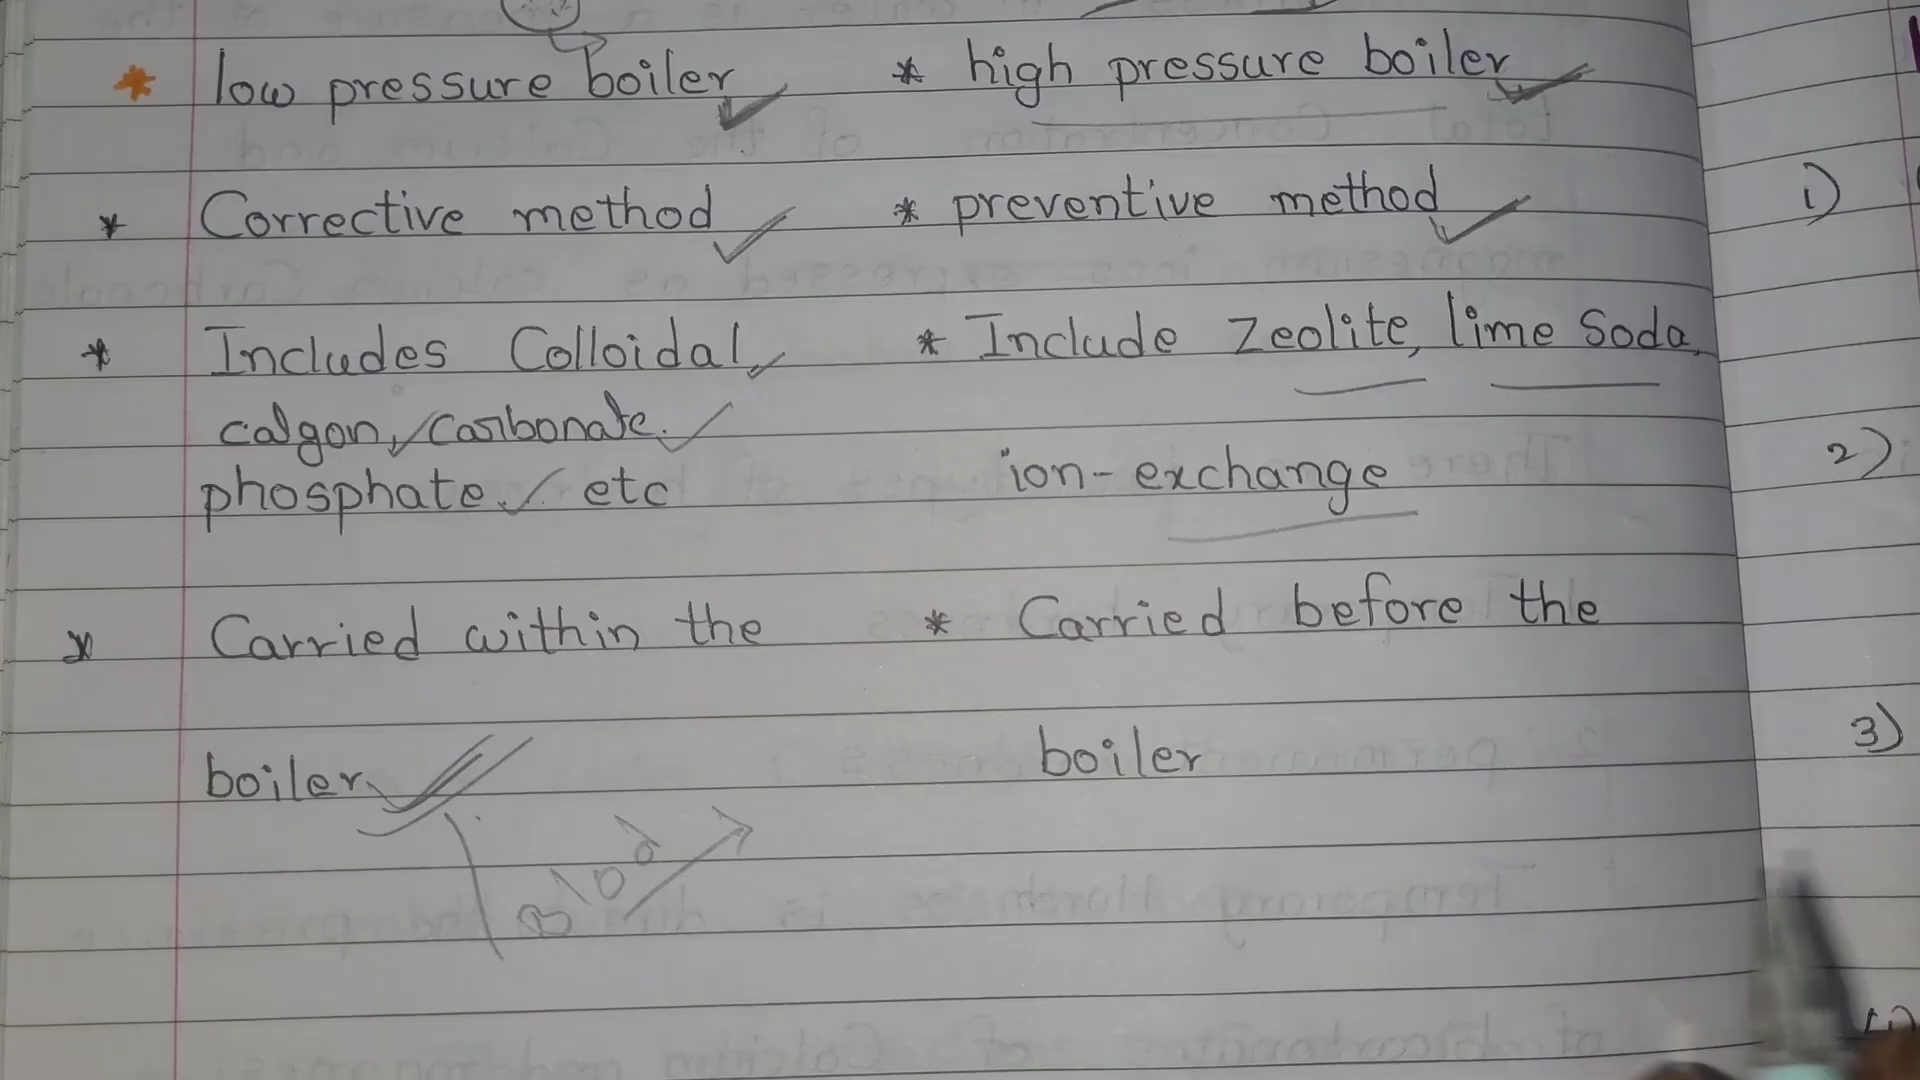 * low pressure boiler * high pressure boiler
* Corrective method * preventive method
* Includes Colloidal, * Include Zeolite, lime Soda,
calgon, carbonate.
phosphate. etc ion-exchange
* Carried within the * Carried before the
boiler. boiler
1)
2)
3)